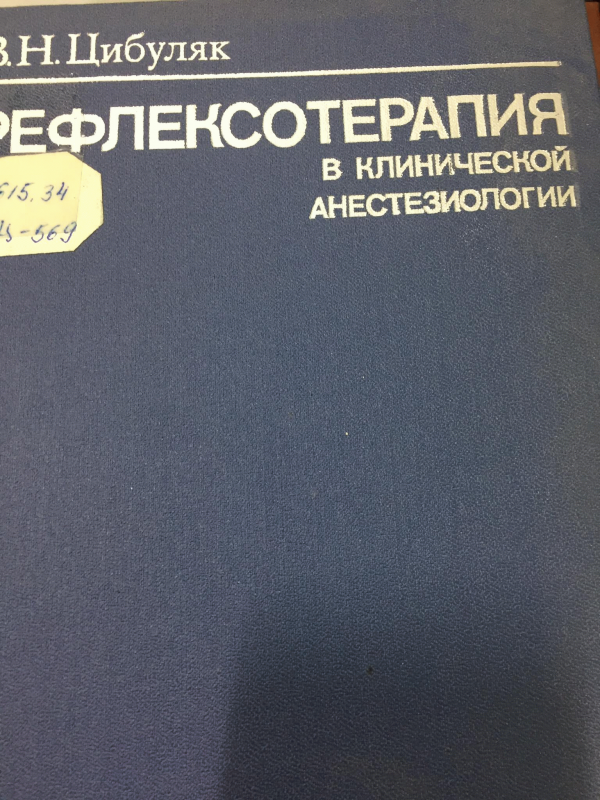 В.Н. Цибуляк
РЕФЛЕКСОТЕРАПИЯ
В КЛИНИЧЕСКОЙ
АНЕСТЕЗИОЛОГИИ
615.34
Ц-569